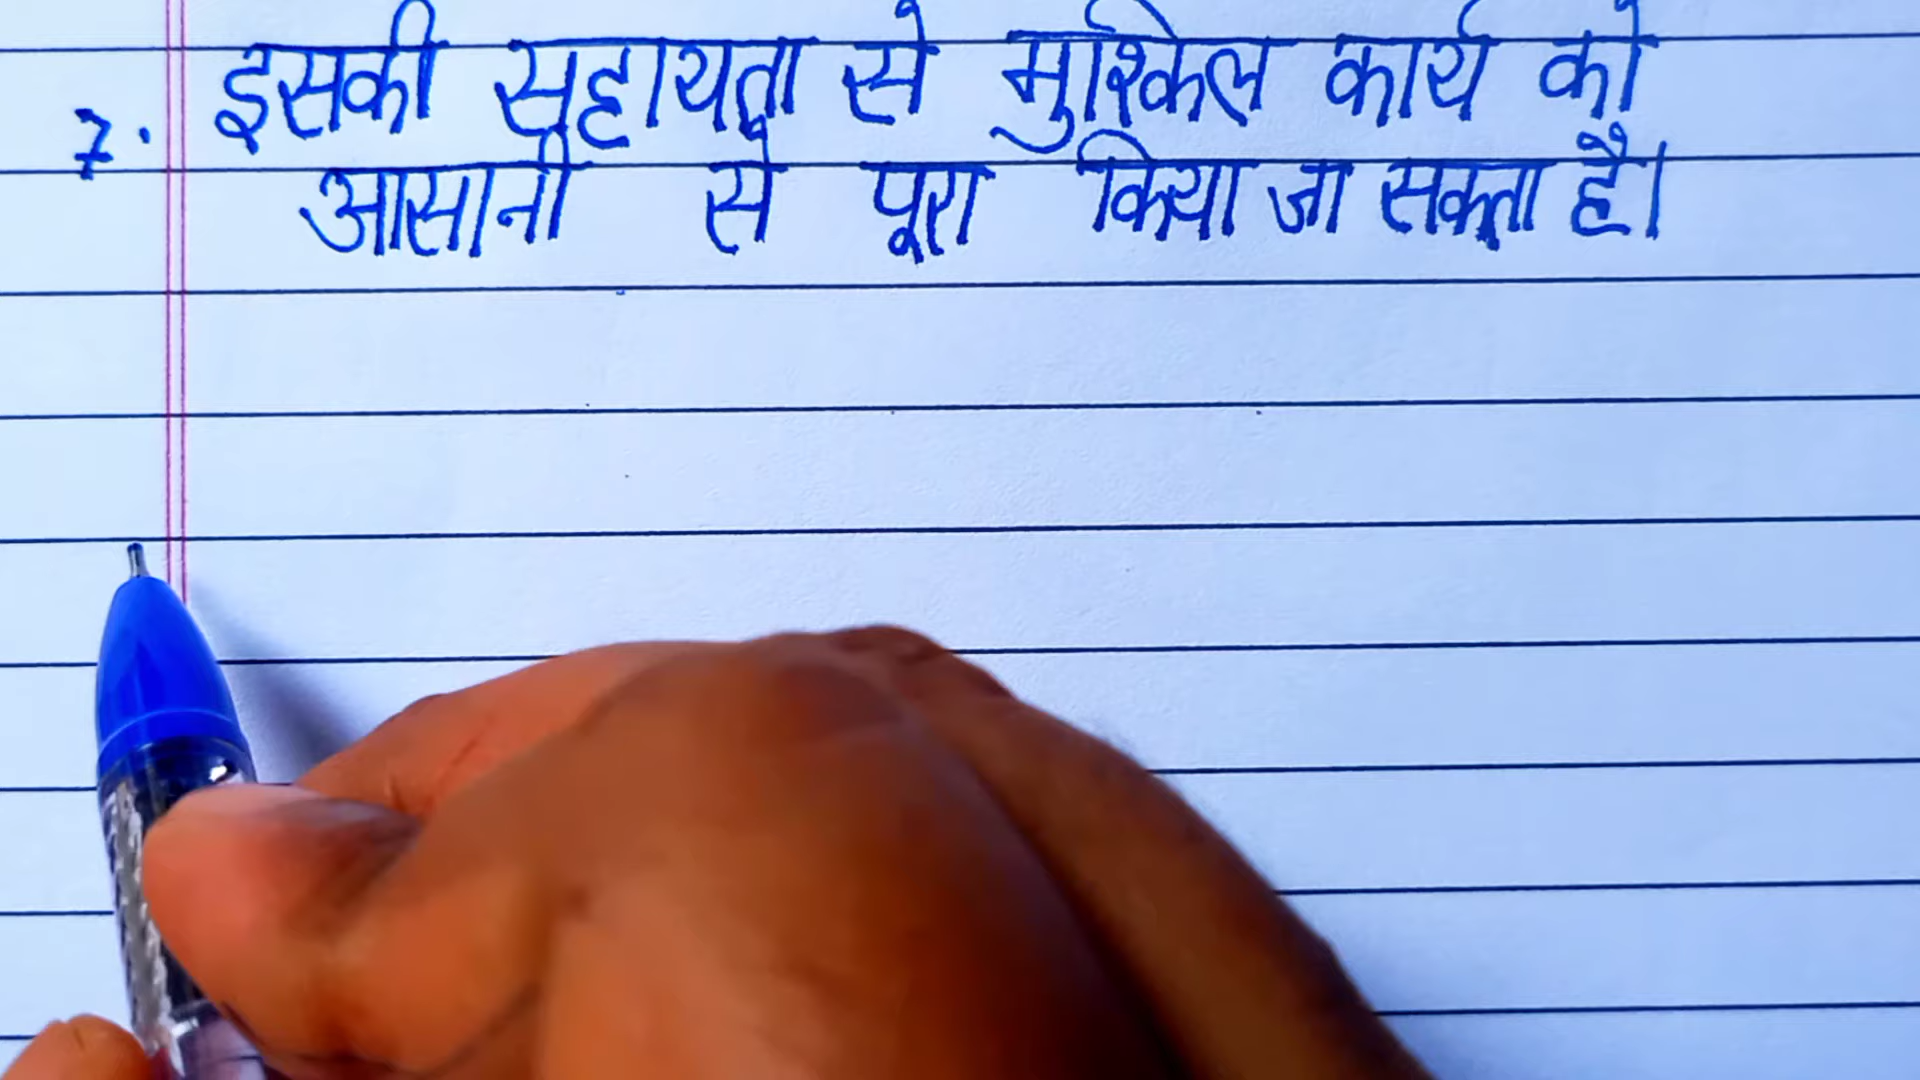 7. इसकी सहायता से मुश्किल कार्य को
आसानी से पूरा किया जा सकता है।